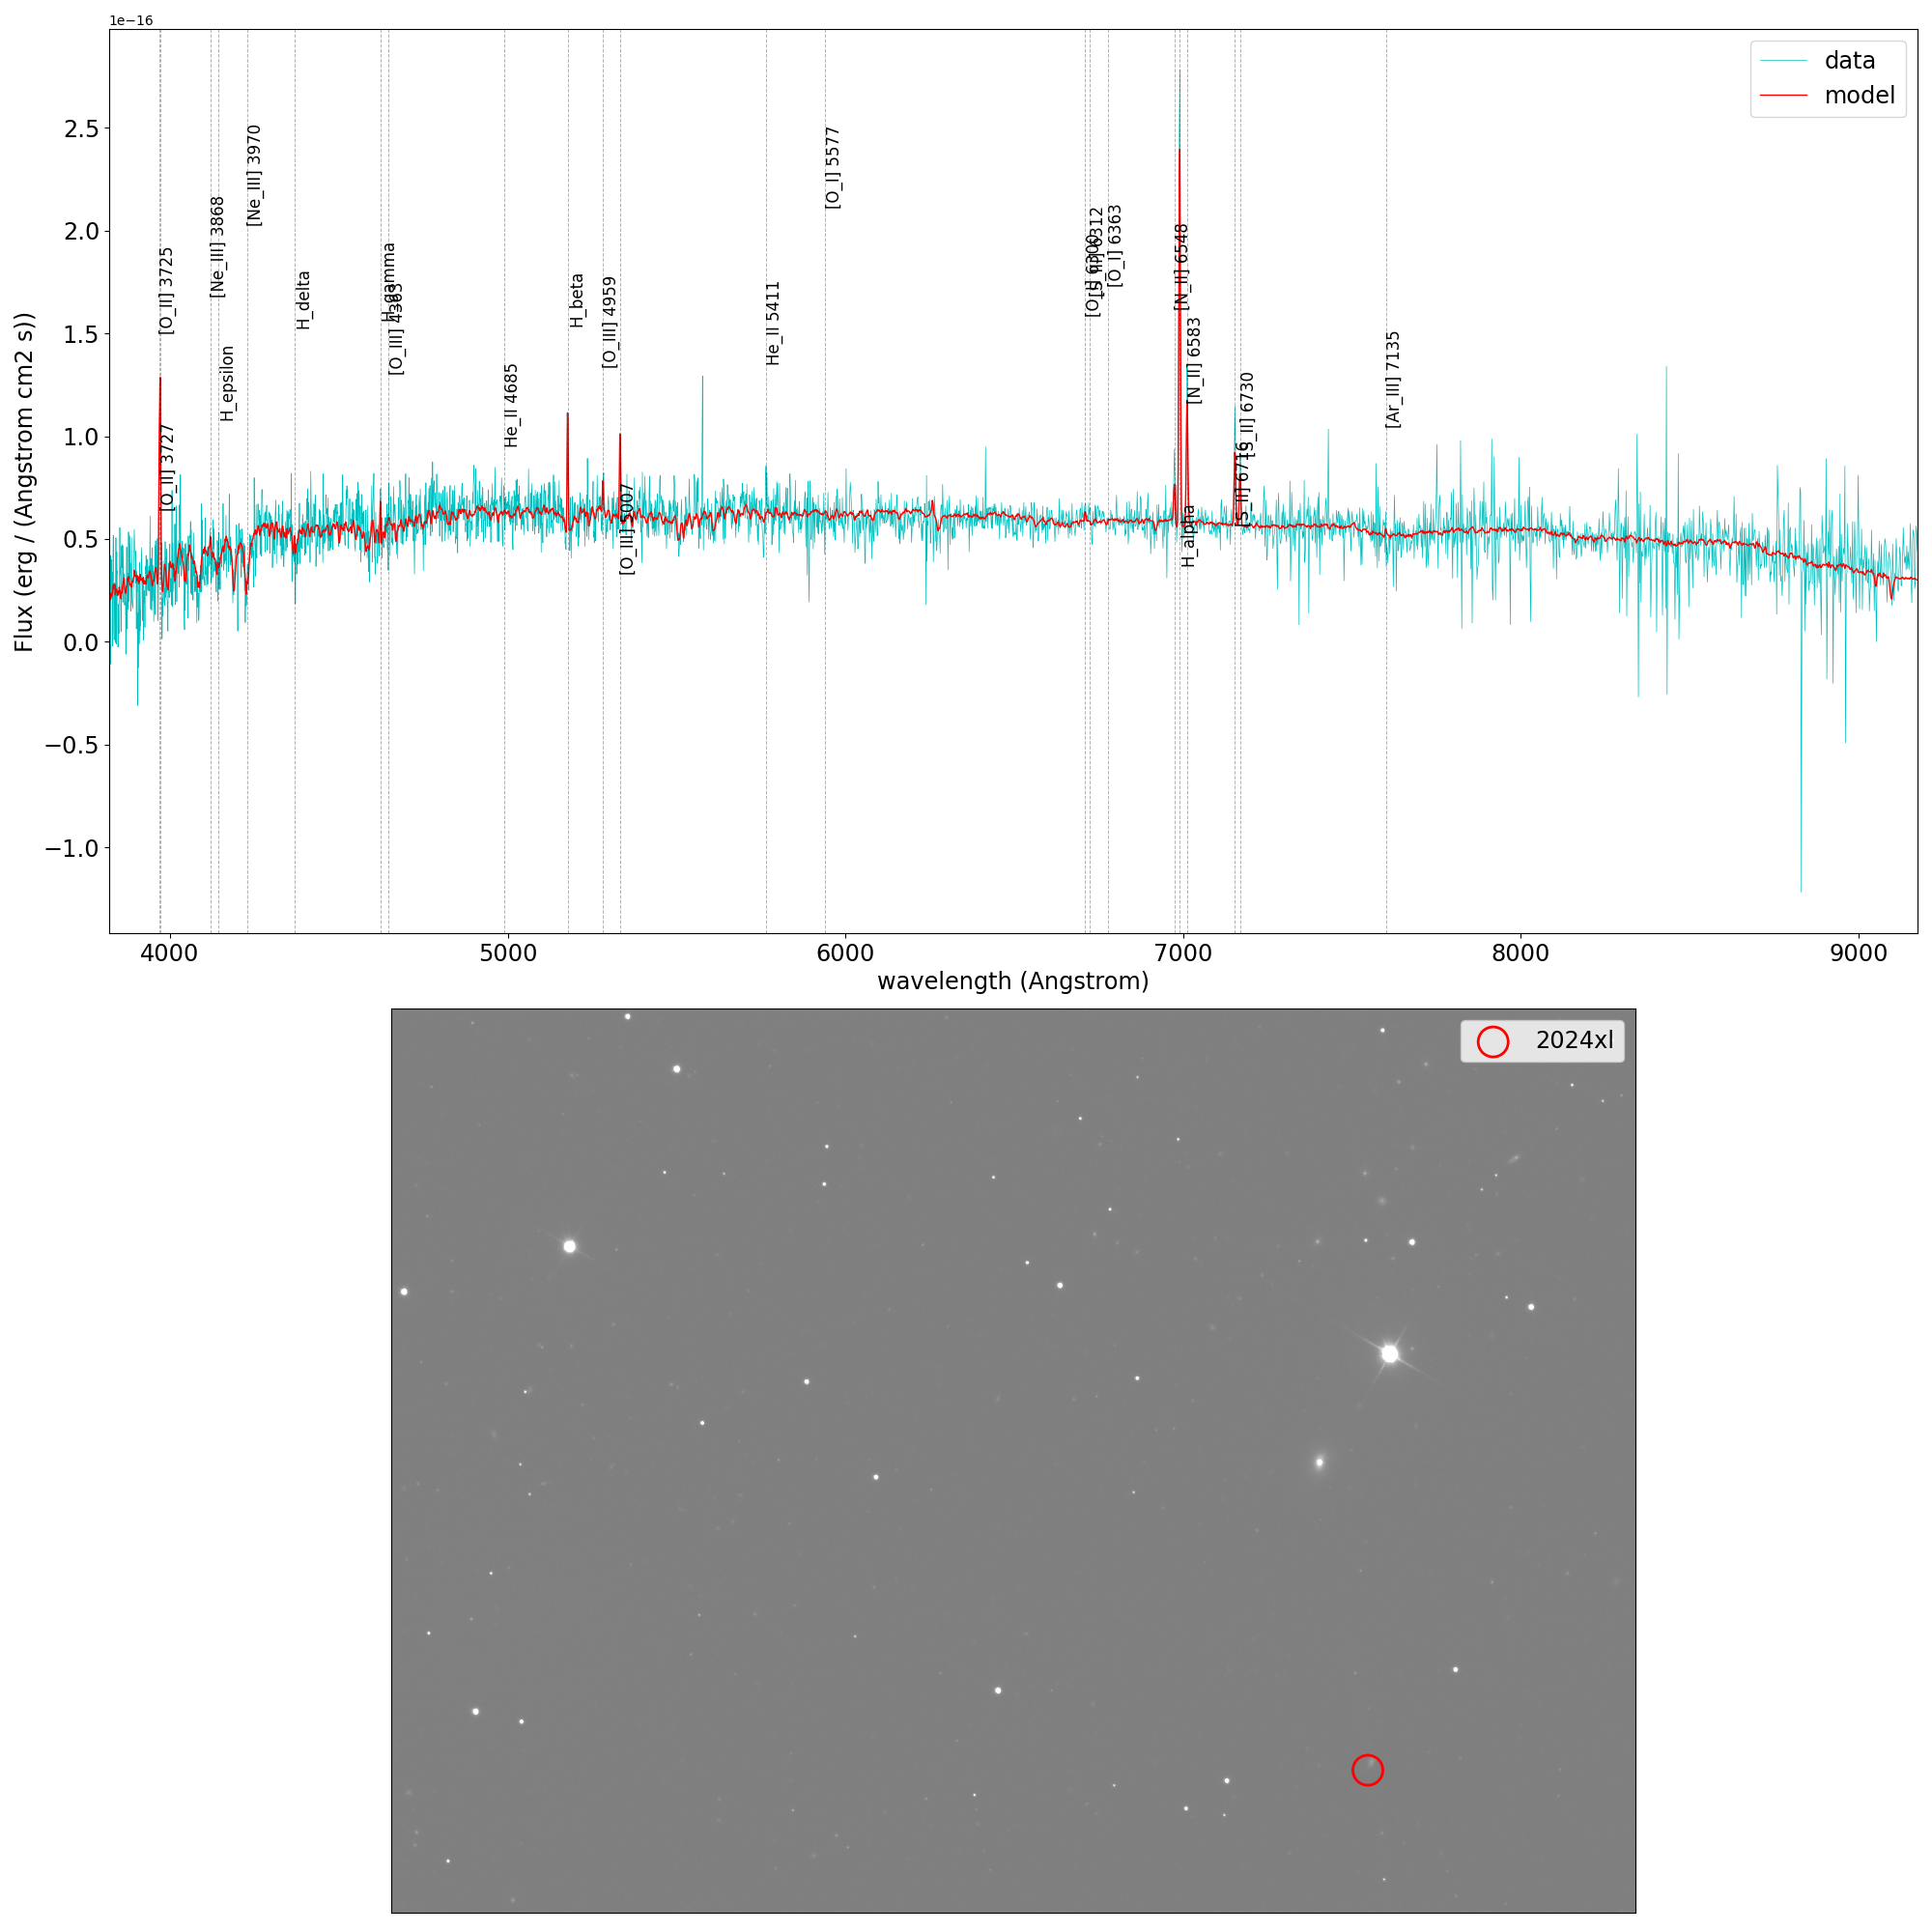 1e−16
data
model
Flux (erg / (Angstrom cm2 s))
2.5
2.0
1.5
1.0
0.5
0.0
−0.5
−1.0
[O_II] 3725
[O_II] 3727
[Ne_III] 3868
H_epsilon
[Ne_III] 3970
H_delta
H_gamma
[O_III] 4363
He_II 4685
H_beta
[O_III] 4959
[O_III] 5007
He_II 5411
[O_I] 5577
[O_I] 6300
[S_III] 6312
[O_I] 6363
[N_II] 6548
H_alpha
[N_II] 6583
[S_II] 6716
[S_II] 6730
[Ar_III] 7135
4000 5000 6000 7000 8000 9000
wavelength (Angstrom)
2024xl